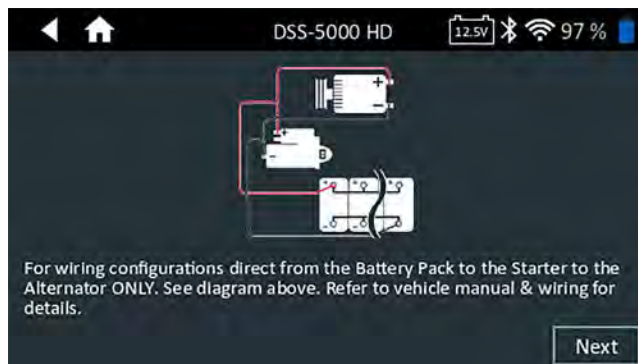 DSS-5000 HD
12.5V
97 %
+
−
+
−
+ + +
- - -
For wiring configurations direct from the Battery Pack to the Starter to the
Alternator ONLY. See diagram above. Refer to vehicle manual & wiring for
details.
Next